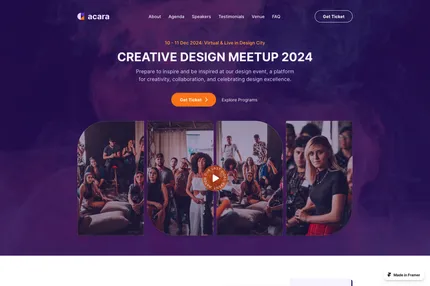 acara
About
Agenda
Speakers
Testimonials
Venue
FAQ
Get Ticket
10 - 11 Dec 2024: Virtual & Live in Design City
CREATIVE DESIGN MEETUP 2024
Prepare to inspire and be inspired at our design event, a platform
for creativity, collaboration, and celebrating design excellence.
Get Ticket
Explore Programs
Made in Framer